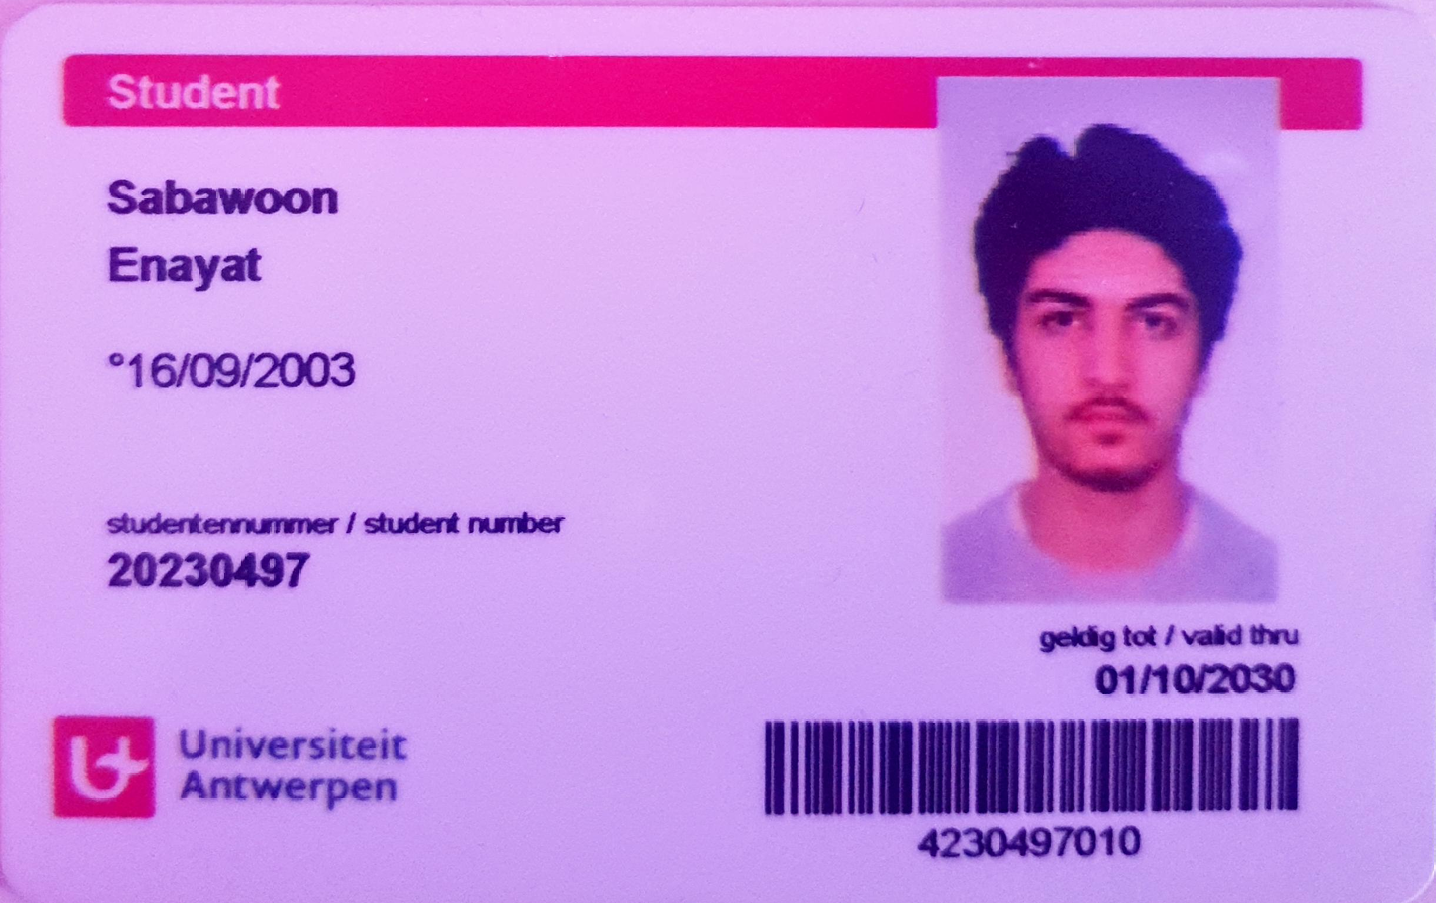 Student
Sabawoon
Enayat
°16/09/2003
studentennummer / student number
20230497
geldig tot / valid thru
01/10/2030
Universiteit
Antwerpen
4230497010